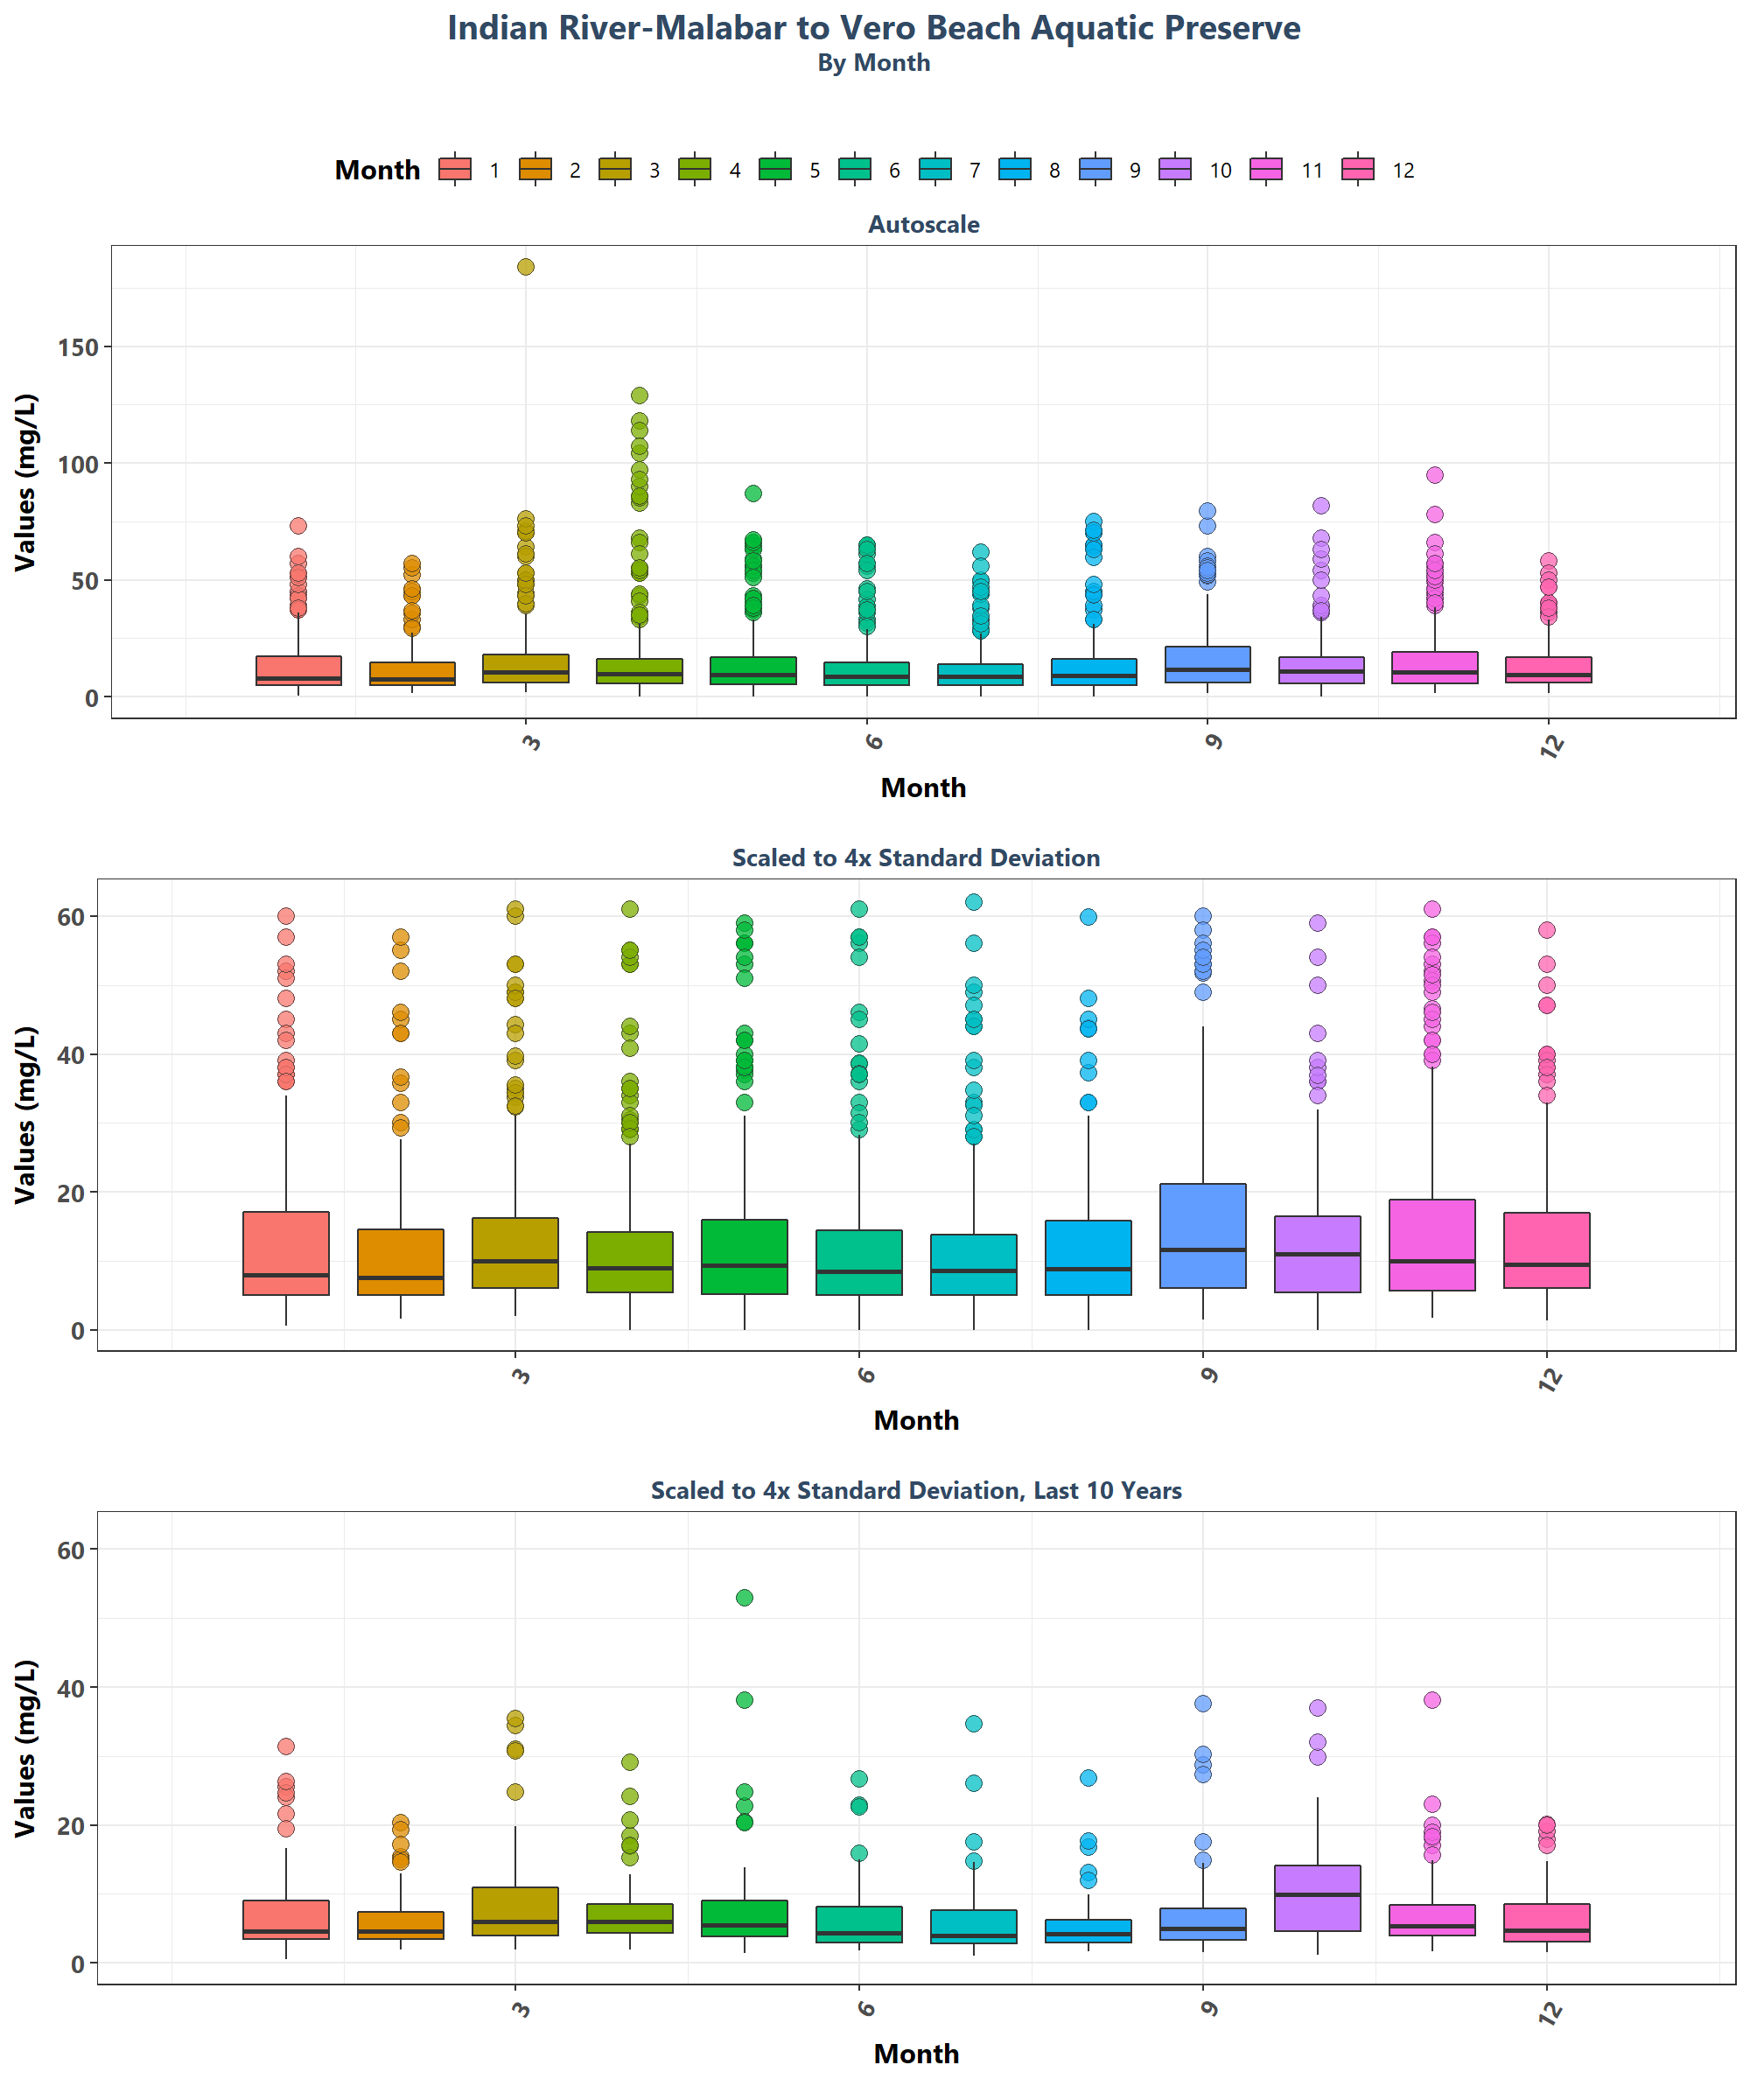 Indian River-Malabar to Vero Beach Aquatic Preserve
By Month
Month 1 2 3 4 5 6 7 8 9 10 11 12
Autoscale
Values (mg/L)
150
100
50
0
3 6 9 12
Month
Scaled to 4x Standard Deviation
Values (mg/L)
60
40
20
0
3 6 9 12
Month
Scaled to 4x Standard Deviation, Last 10 Years
Values (mg/L)
60
40
20
0
3 6 9 12
Month